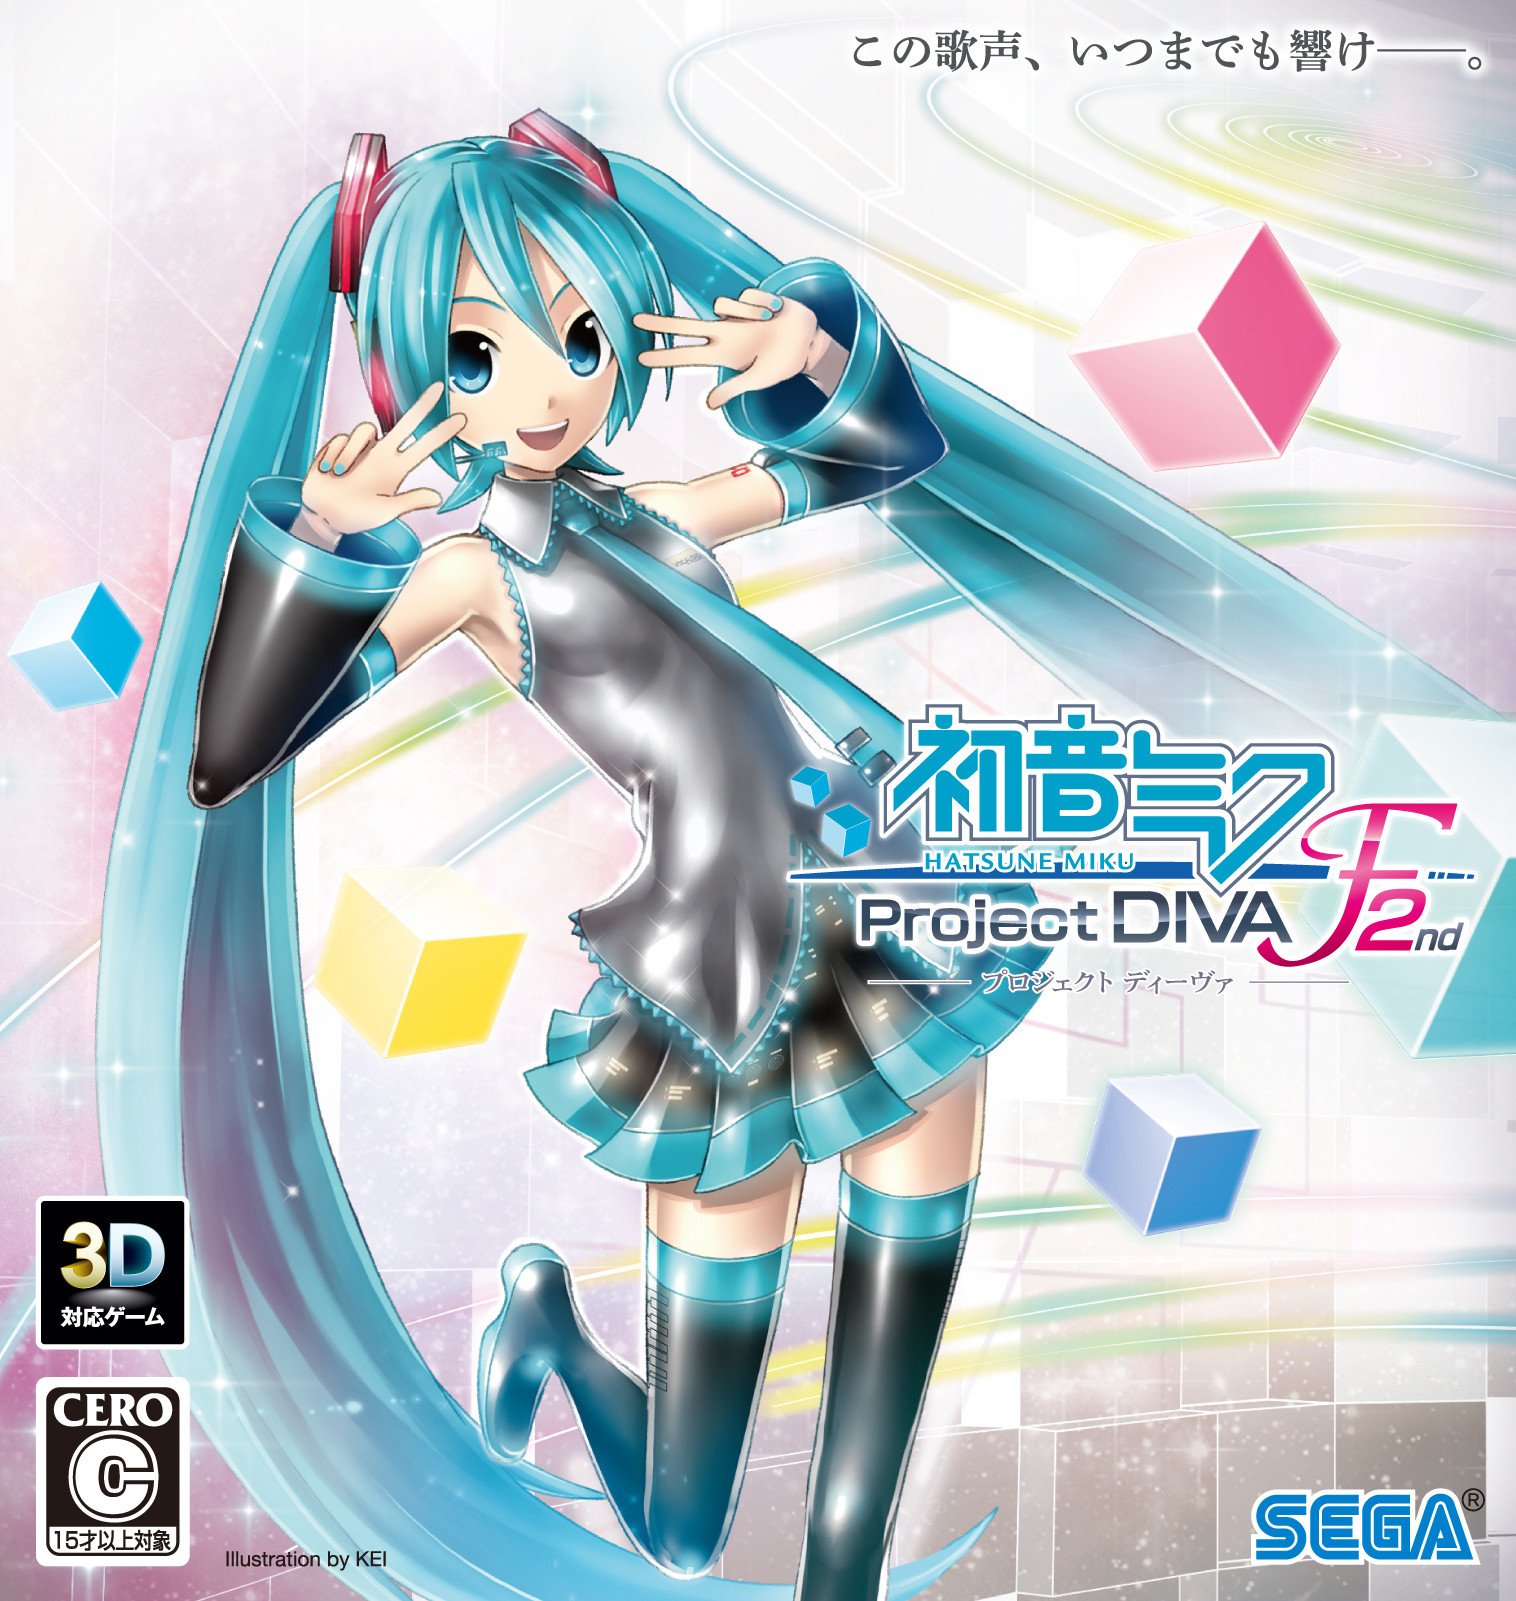 この歌声、いつまでも響け――。
VOCALOID
初音ミク
HATSUNE MIKU
Project DIVA F 2nd
プロジェクト ディーヴァ
3D
対応ゲーム
CERO
C
15才以上対象
Illustration by KEI
SEGA®